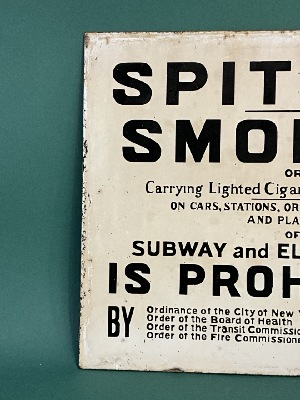 SPIT
SMO
OR
Carrying Lighted Cigar
ON CARS, STATIONS, OR
AND PLA
OF
SUBWAY and EL
IS PROH
BY
Ordinance of the City of New Y
Order of the Board of Health
Order of the Transit Commissio
Order of the Fire Commissione